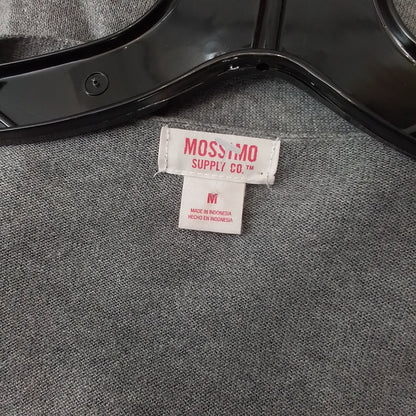 MOSSIMO
SUPPLY CO.™
M
MADE IN INDONESIA
HECHO EN INDONESIA